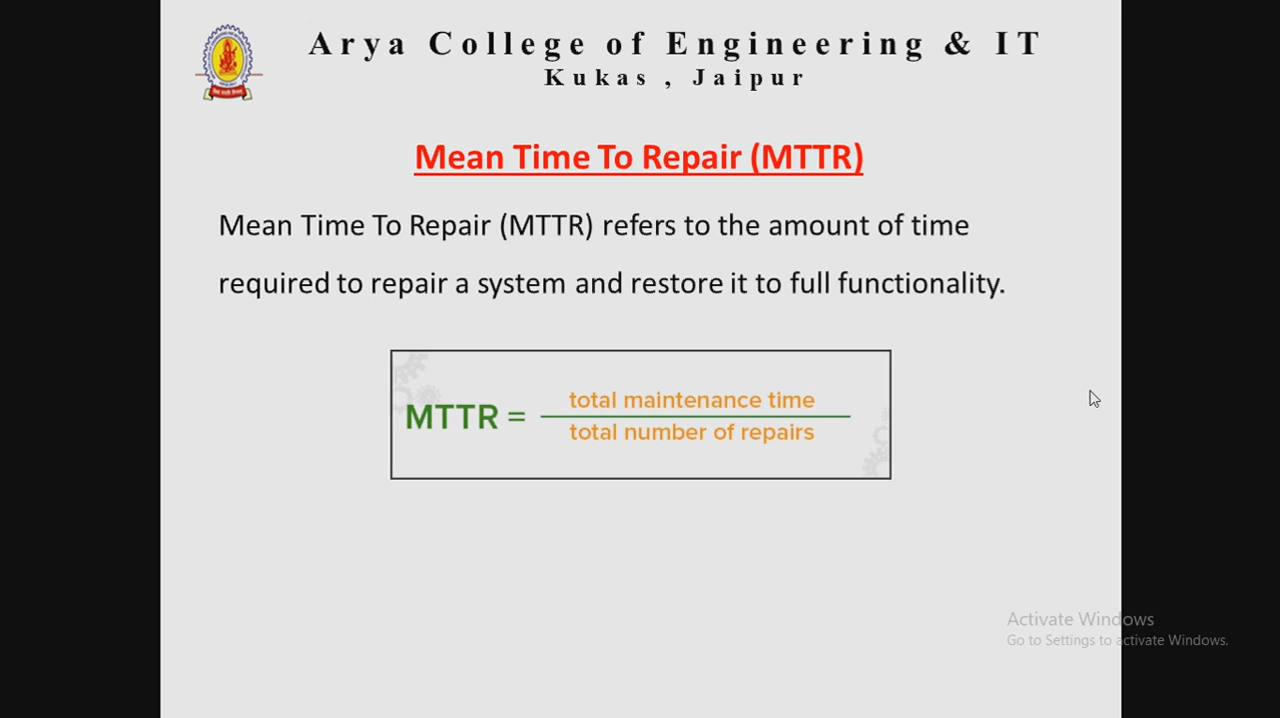 Arya College of Engineering & IT
Kukas , Jaipur
Mean Time To Repair (MTTR)
Mean Time To Repair (MTTR) refers to the amount of time
required to repair a system and restore it to full functionality.
MTTR =
total maintenance time
total number of repairs
Activate Windows
Go to Settings to activate Windows.